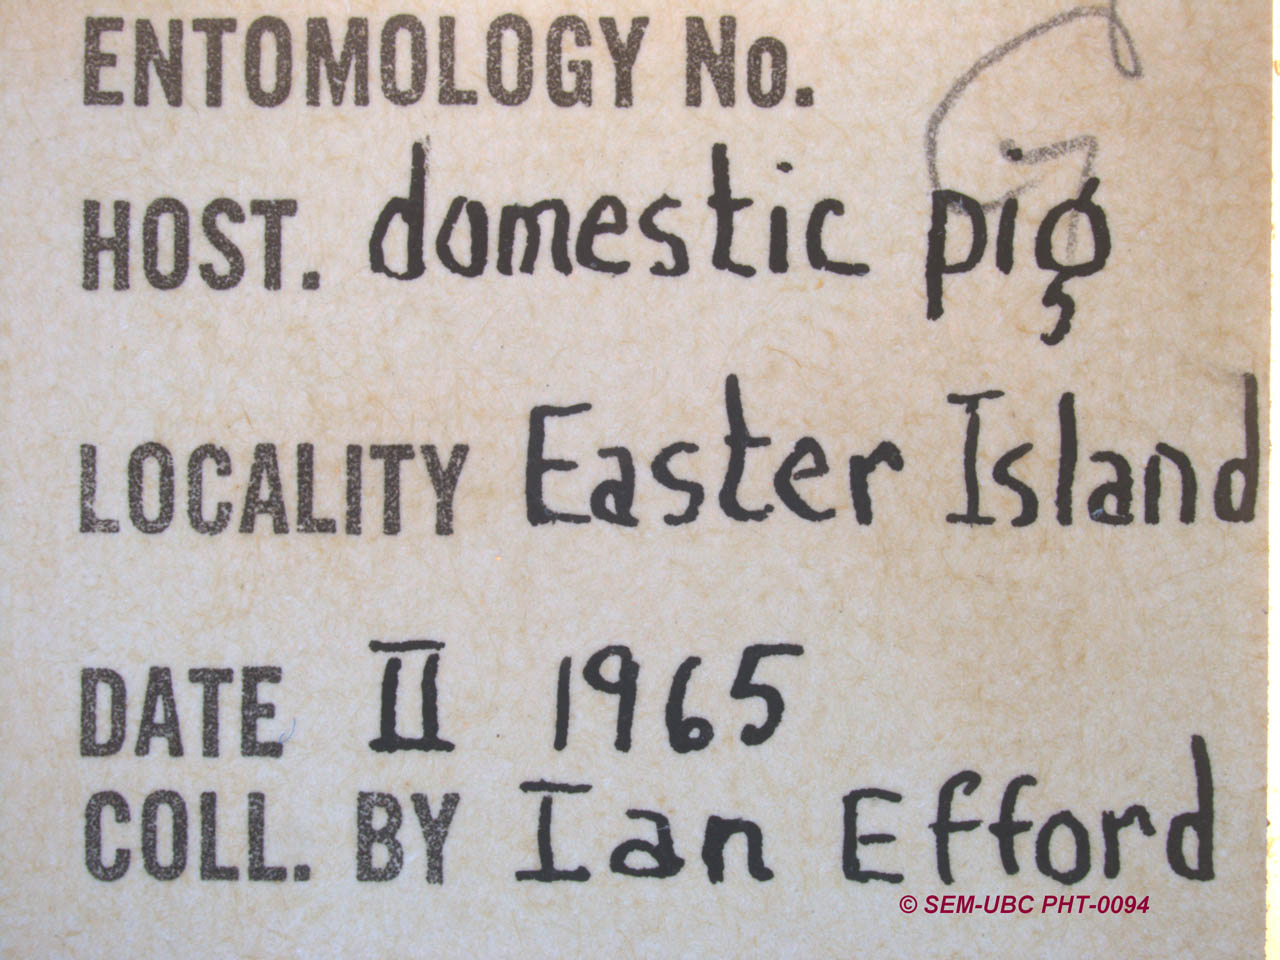 ENTOMOLOGY No.
HOST. domestic pig
LOCALITY Easter Island
DATE II 1965
COLL. BY Ian Efford
© SEM-UBC PHT-0094